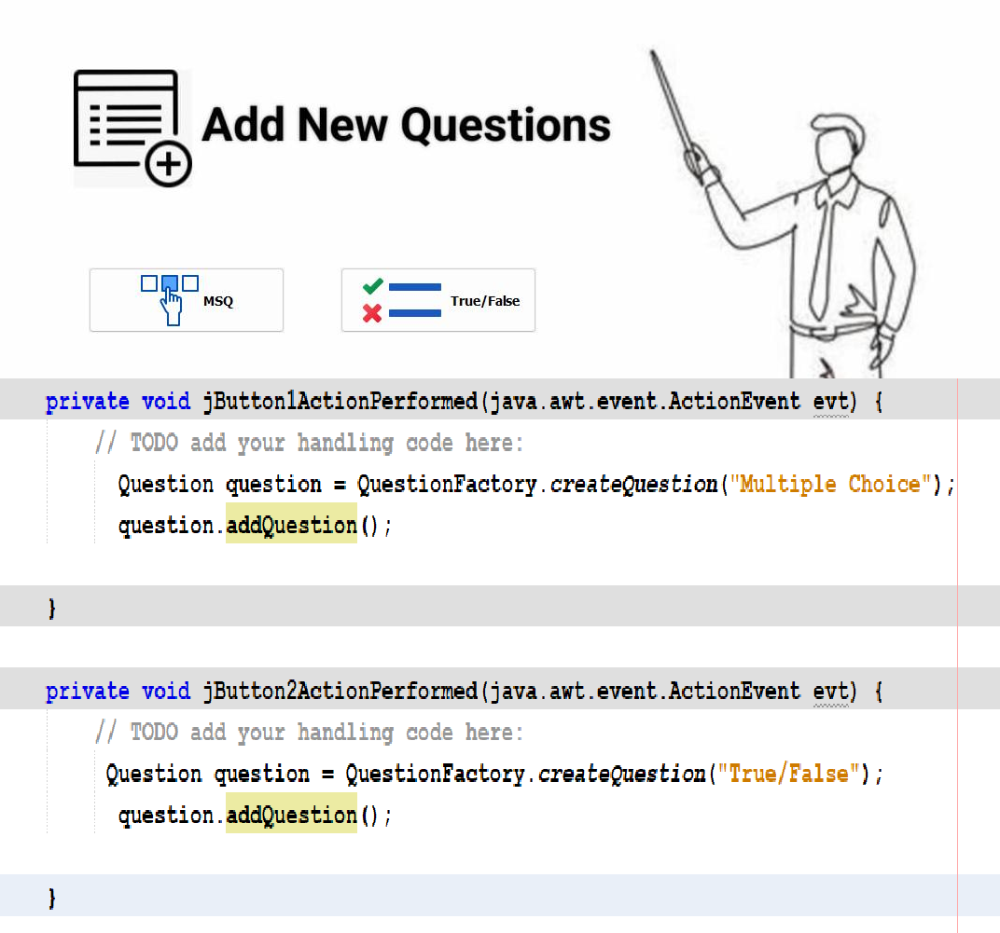 Add New Questions
MSQ
True/False
private void jButton1ActionPerformed(java.awt.event.ActionEvent evt) {
// TODO add your handling code here:
Question question = QuestionFactory.createQuestion("Multiple Choice");
question.addQuestion();
}
private void jButton2ActionPerformed(java.awt.event.ActionEvent evt) {
// TODO add your handling code here:
Question question = QuestionFactory.createQuestion("True/False");
question.addQuestion();
}